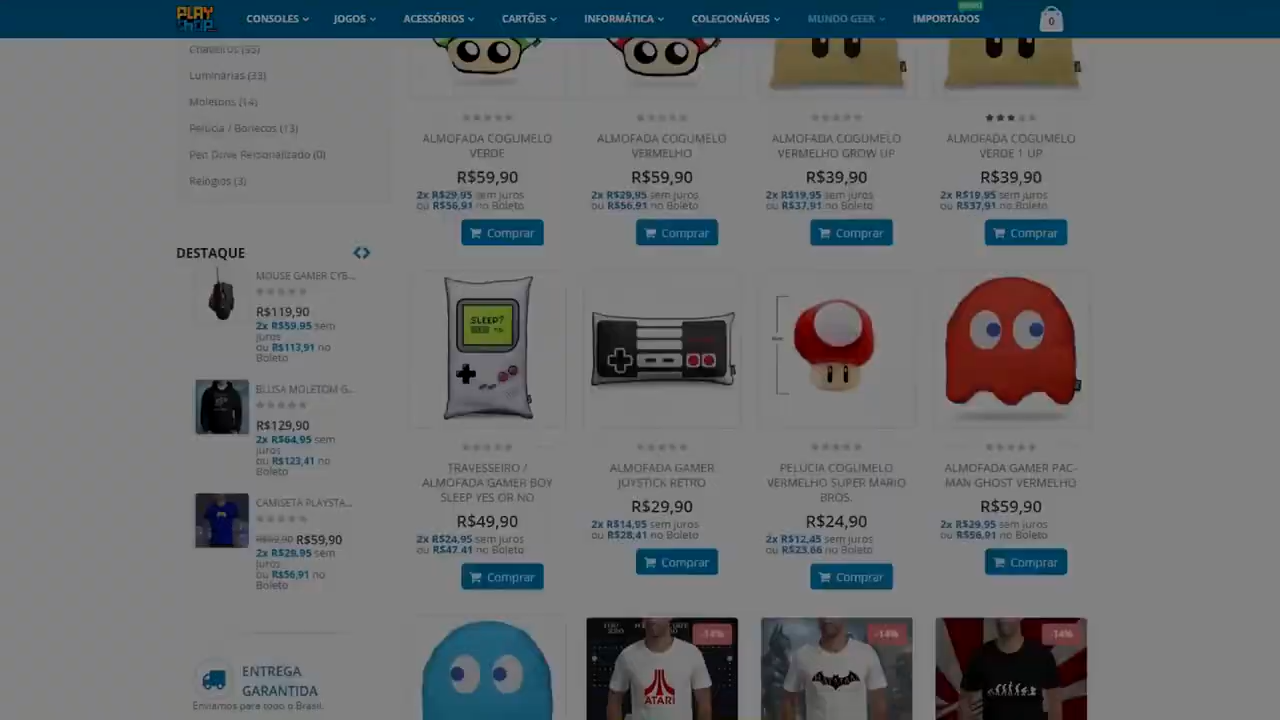 PLAY
SHOP
CONSOLES
JOGOS
ACESSÓRIOS
CARTÕES
INFORMÁTICA
COLECIONÁVEIS
MUNDO GEEK
IMPORTADOS
0
Chaveiros (95)
Luminárias (33)
Moletons (14)
Pelúcia / Bonecos (13)
Pen Drive Personalizado (0)
Relógios (3)
ALMOFADA COGUMELO
VERDE
R$59,90
2x R$29,95 sem juros
ou R$56,91 no Boleto
Comprar
ALMOFADA COGUMELO
VERMELHO
R$59,90
2x R$29,95 sem juros
ou R$56,91 no Boleto
Comprar
ALMOFADA COGUMELO
VERMELHO GROW UP
R$39,90
2x R$19,95 sem juros
ou R$37,91 no Boleto
Comprar
ALMOFADA COGUMELO
VERDE 1 UP
R$39,90
2x R$19,95 sem juros
ou R$37,91 no Boleto
Comprar
DESTAQUE
MOUSE GAMER CYB...
R$119,90
2x R$59,95 sem
juros
ou R$113,91 no
Boleto
BLUSA MOLETOM G...
R$129,90
2x R$64,95 sem
juros
ou R$123,41 no
Boleto
CAMISETA PLAYSTA...
R$69,90 R$59,90
2x R$29,95 sem
juros
ou R$56,91 no
Boleto
SLEEP?
TRAVESSEIRO /
ALMOFADA GAMER BOY
SLEEP YES OR NO
R$49,90
2x R$24,95 sem juros
ou R$47,41 no Boleto
Comprar
ALMOFADA GAMER
JOYSTICK RETRO
R$29,90
2x R$14,95 sem juros
ou R$28,41 no Boleto
Comprar
PELÚCIA COGUMELO
VERMELHO SUPER MARIO
BROS.
R$24,90
2x R$12,45 sem juros
ou R$23,66 no Boleto
Comprar
ALMOFADA GAMER PAC-
MAN GHOST VERMELHO
R$59,90
2x R$29,95 sem juros
ou R$56,91 no Boleto
Comprar
-14%
ATARI
-14%
-14%
ENTREGA
GARANTIDA
Enviamos para todo o Brasil.